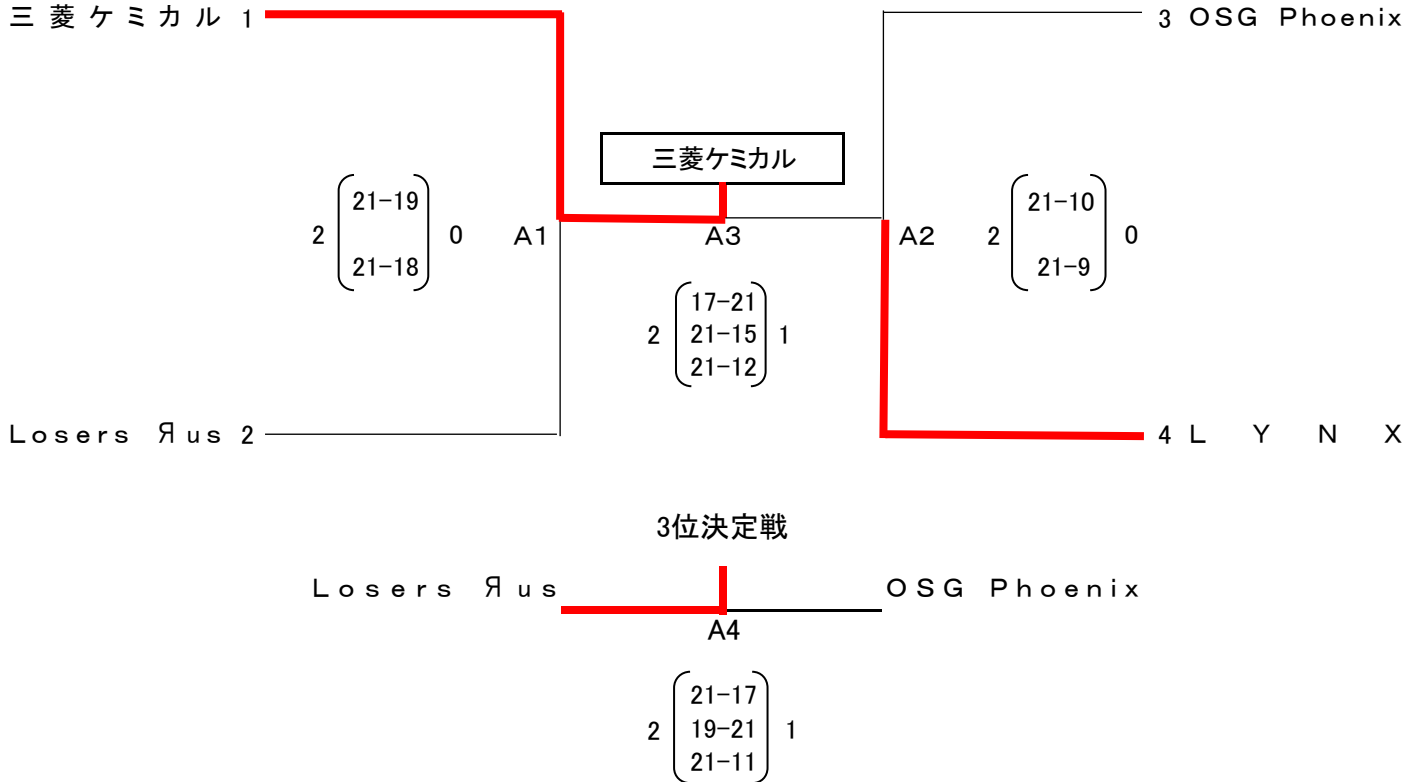 三菱ケミカル 1
3 OSG Phoenix
三菱ケミカル
21-19
2 0
21-18
A1
A3
A2
21-10
2 0
21-9
17-21
2 21-15 1
21-12
Losers Яus 2
4 L Y N X
3位決定戦
Losers Яus
OSG Phoenix
A4
21-17
2 19-21 1
21-11